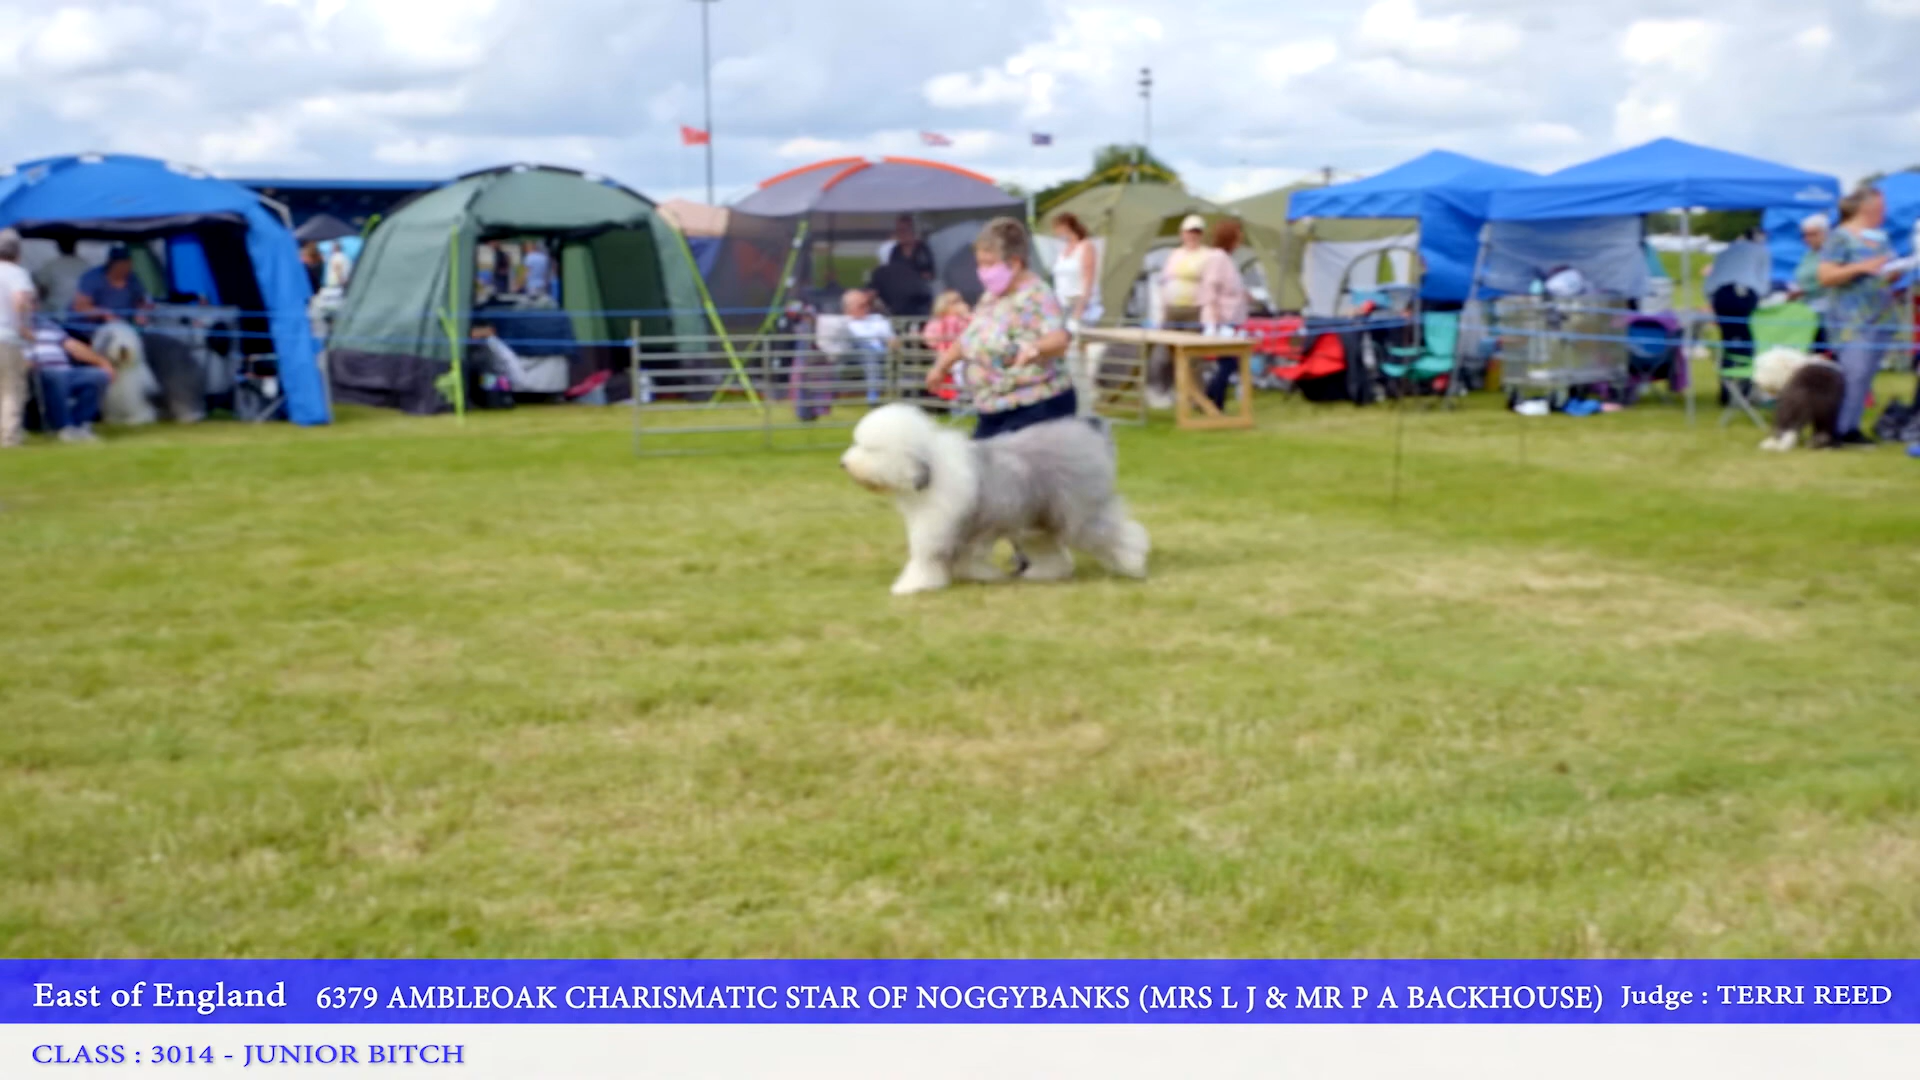 East of England 6379 AMBLEOAK CHARISMATIC STAR OF NOGGYBANKS (MRS L J & MR P A BACKHOUSE) Judge : TERRI REED
CLASS : 3014 - JUNIOR BITCH